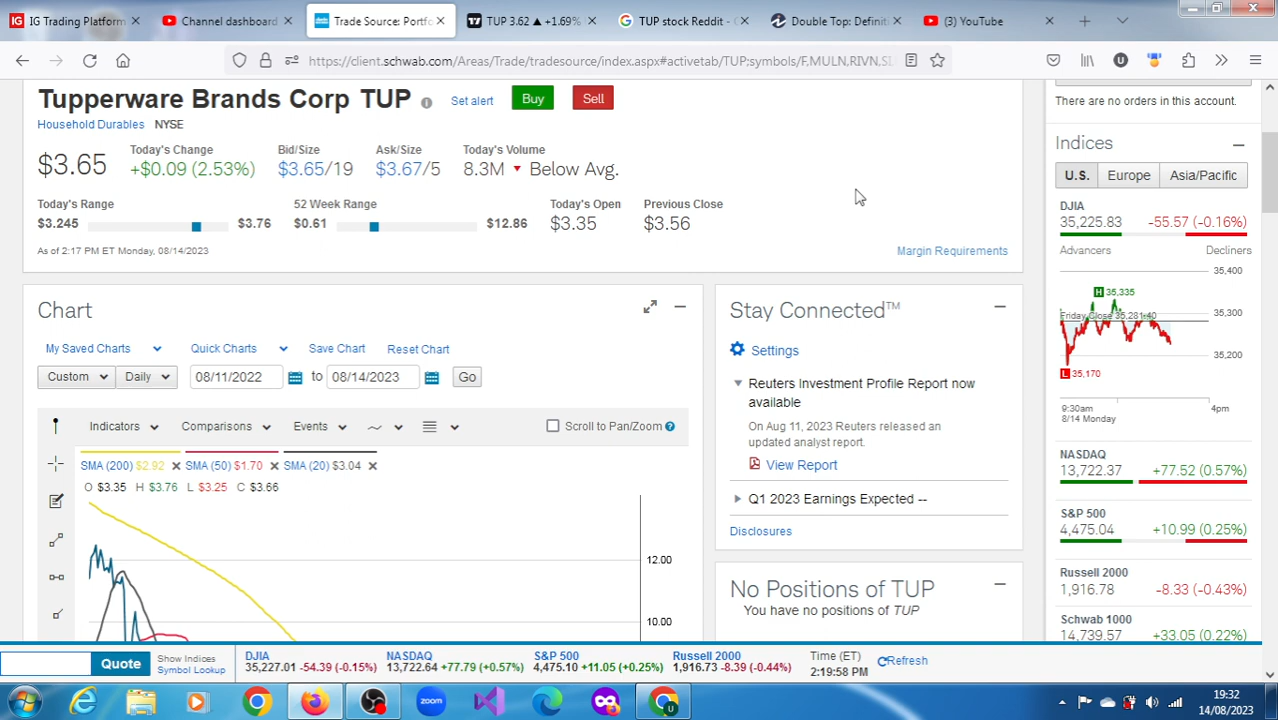 IG Trading Platform
Channel dashboard
Trade Source: Portfo
TUP 3.62 ▲ +1.69%
TUP stock Reddit - G
Double Top: Definiti
(3) YouTube
https://client.schwab.com/Areas/Trade/tradesource/index.aspx#activetab/TUP;symbols/F,MULN,RIVN,SI
Tupperware Brands Corp TUP
Set alert
Buy
Sell
Household Durables NYSE
$3.65
Today's Change
+$0.09 (2.53%)
Bid/Size
$3.65/19
Ask/Size
$3.67/5
Today's Volume
8.3M ▼ Below Avg.
Today's Range
$3.245 $3.76
52 Week Range
$0.61 $12.86
Today's Open
$3.35
Previous Close
$3.56
As of 2:17 PM ET Monday, 08/14/2023
Margin Requirements
Chart
My Saved Charts
Quick Charts
Save Chart
Reset Chart
Custom
Daily
08/11/2022
to
08/14/2023
Go
Indicators
Comparisons
Events
Scroll to Pan/Zoom
SMA (200) $2.92 SMA (50) $1.70 SMA (20) $3.04
O $3.35 H $3.76 L $3.25 C $3.66
12.00
10.00
Stay Connected™
Settings
Reuters Investment Profile Report now
available
On Aug 11, 2023 Reuters released an
updated analyst report.
View Report
Q1 2023 Earnings Expected --
Disclosures
No Positions of TUP
You have no positions of TUP
There are no orders in this account.
Indices
U.S.
Europe
Asia/Pacific
DJIA
35,225.83 -55.57 (-0.16%)
Advancers Decliners
35,400
H 35,335
Friday Close 35,281.40
35,300
35,200
L 35,170
9:30am 4pm
8/14 Monday
NASDAQ
13,722.37 +77.52 (0.57%)
S&P 500
4,475.04 +10.99 (0.25%)
Russell 2000
1,916.78 -8.33 (-0.43%)
Schwab 1000
14,739.57 +33.05 (0.22%)
Quote
Show Indices
Symbol Lookup
DJIA
35,227.01 -54.39 (-0.15%)
NASDAQ
13,722.64 +77.79 (+0.57%)
S&P 500
4,475.10 +11.05 (+0.25%)
Russell 2000
1,916.73 -8.39 (-0.44%)
Time (ET)
2:19:58 PM
Refresh
zoom
19:32
14/08/2023